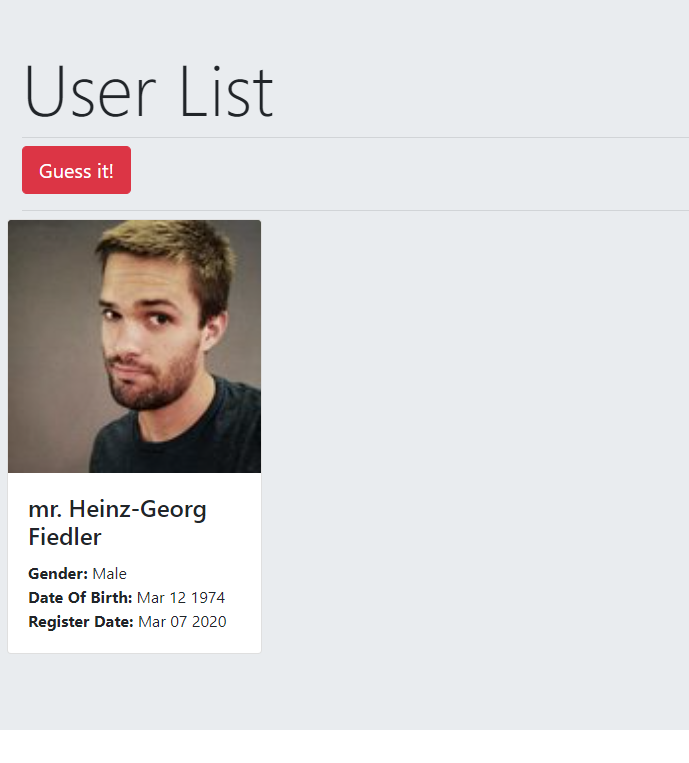 User List
Guess it!
mr. Heinz-Georg
Fiedler
Gender: Male
Date Of Birth: Mar 12 1974
Register Date: Mar 07 2020